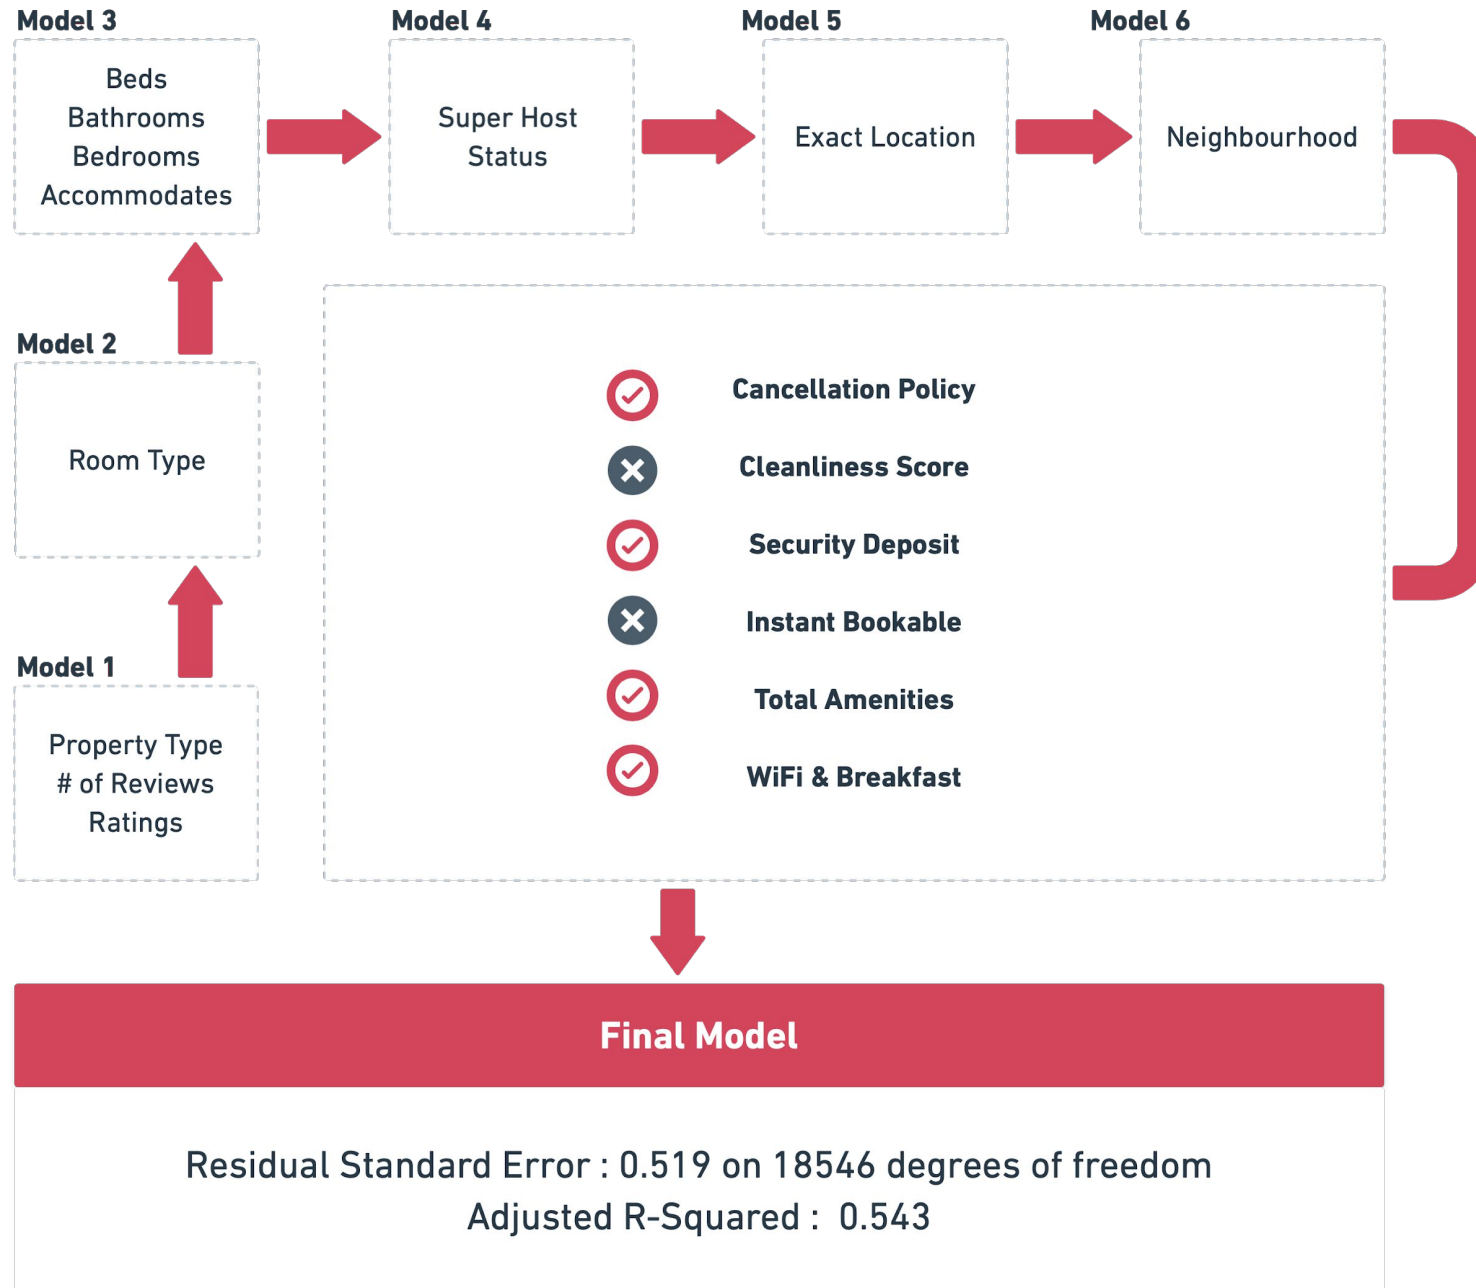 Model 3
Beds
Bathrooms
Bedrooms
Accommodates
Model 4
Super Host
Status
Model 5
Exact Location
Model 6
Neighbourhood
Model 2
Room Type
Model 1
Property Type
# of Reviews
Ratings
Cancellation Policy
Cleanliness Score
Security Deposit
Instant Bookable
Total Amenities
WiFi & Breakfast
Final Model
Residual Standard Error : 0.519 on 18546 degrees of freedom
Adjusted R-Squared : 0.543